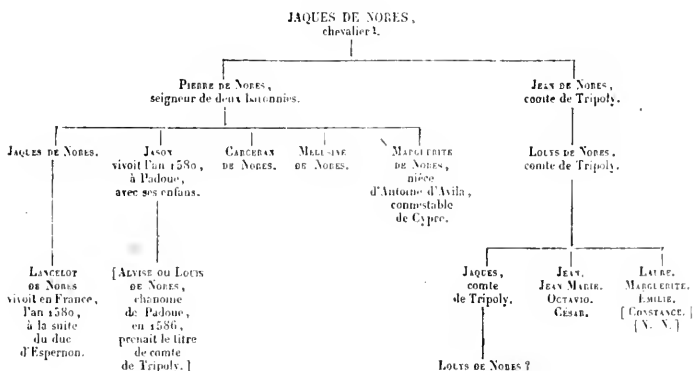 JAQUES DE NORES,
chevalier 1.
PIERRE DE NORES,
seigneur de deux baronnies.
JEAN DE NORES,
comte de Tripoly.
JAQUES DE NORES.
JASON
vivoit l'an 1580,
à Padoue,
avec ses enfans.
CARCERAN
DE NORES.
MELUSINE
DE NORES.
MARGUERITE
DE NORES,
nièce
d'Antoine d'Avila,
connestable
de Cypre.
LOUYS DE NORES,
comte de Tripoly.
LANCELOT
DE NORES
vivoit en France,
l'an 1580,
à la suite
du duc
d'Espernon.
[ALVISE OU LOUIS
DE NORES,
chanoine
de Padoue,
en 1586,
prenait le titre
de comte
de Tripoly.]
JAQUES,
comte
de Tripoly.
JEAN.
JEAN MARIE.
OCTAVIO.
CÉSAR.
LAURE.
MARGUERITE.
ÉMILIE.
[CONSTANCE.]
[N. N.]
LOUYS DE NORES ?